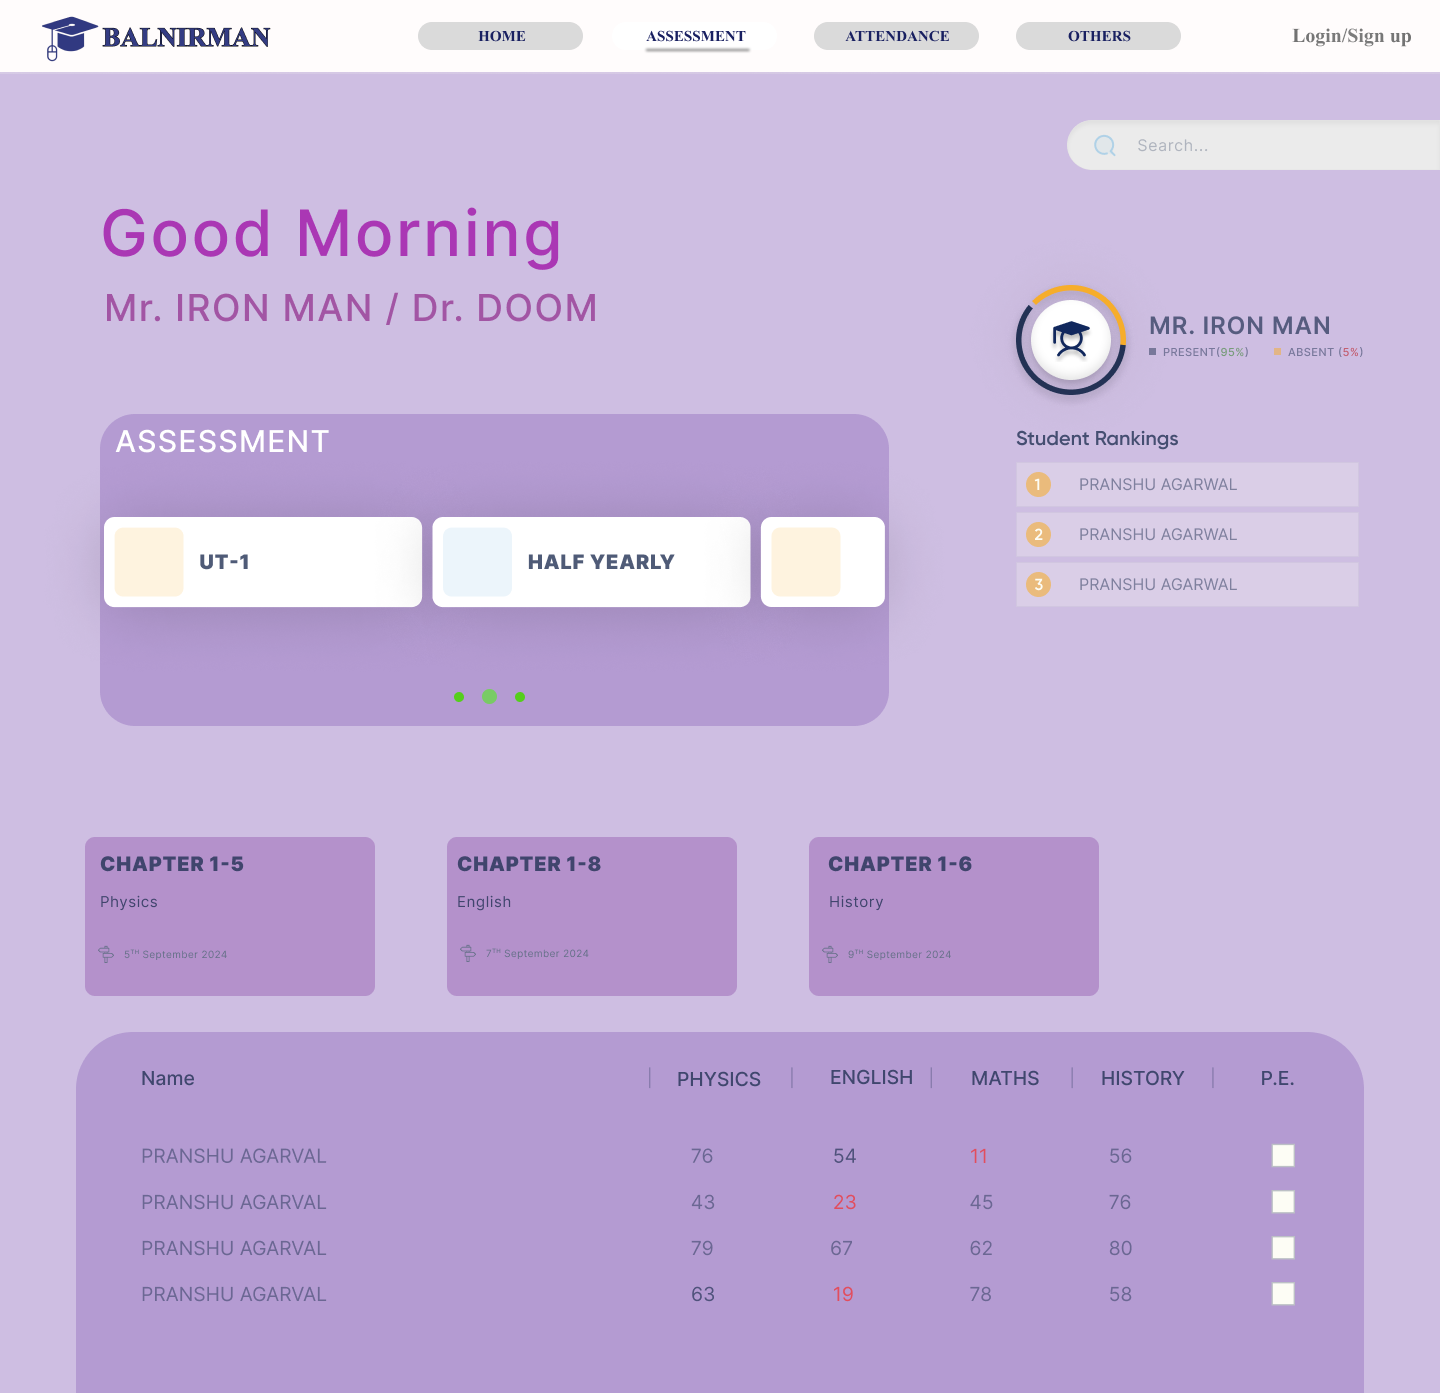 BALNIRMAN
HOME
ASSESSMENT
ATTENDANCE
OTHERS
Login/Sign up
Search...
Good Morning
Mr. IRON MAN / Dr. DOOM
MR. IRON MAN
PRESENT(95%)
ABSENT (5%)
ASSESSMENT
UT-1
HALF YEARLY
Student Rankings
1 PRANSHU AGARWAL
2 PRANSHU AGARWAL
3 PRANSHU AGARWAL
CHAPTER 1-5
Physics
5TH September 2024
CHAPTER 1-8
English
7TH September 2024
CHAPTER 1-6
History
9TH September 2024
Name PHYSICS ENGLISH MATHS HISTORY P.E.
PRANSHU AGARVAL 76 54 11 56
PRANSHU AGARVAL 43 23 45 76
PRANSHU AGARVAL 79 67 62 80
PRANSHU AGARVAL 63 19 78 58